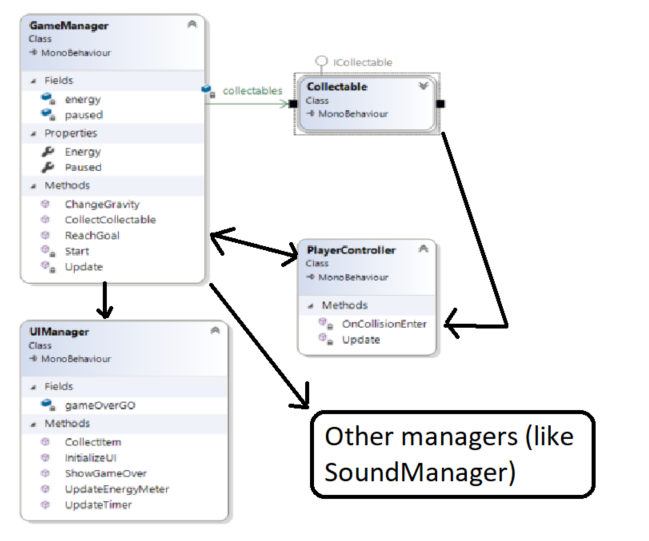 GameManager
Class
MonoBehaviour
Fields
energy
paused
Properties
Energy
Paused
Methods
ChangeGravity
CollectCollectable
ReachGoal
Start
Update
collectables
ICollectable
Collectable
Class
MonoBehaviour
PlayerController
Class
MonoBehaviour
Methods
OnCollisionEnter
Update
UIManager
Class
MonoBehaviour
Fields
gameOverGO
Methods
CollectItem
InitializeUI
ShowGameOver
UpdateEnergyMeter
UpdateTimer
Other managers (like
SoundManager)